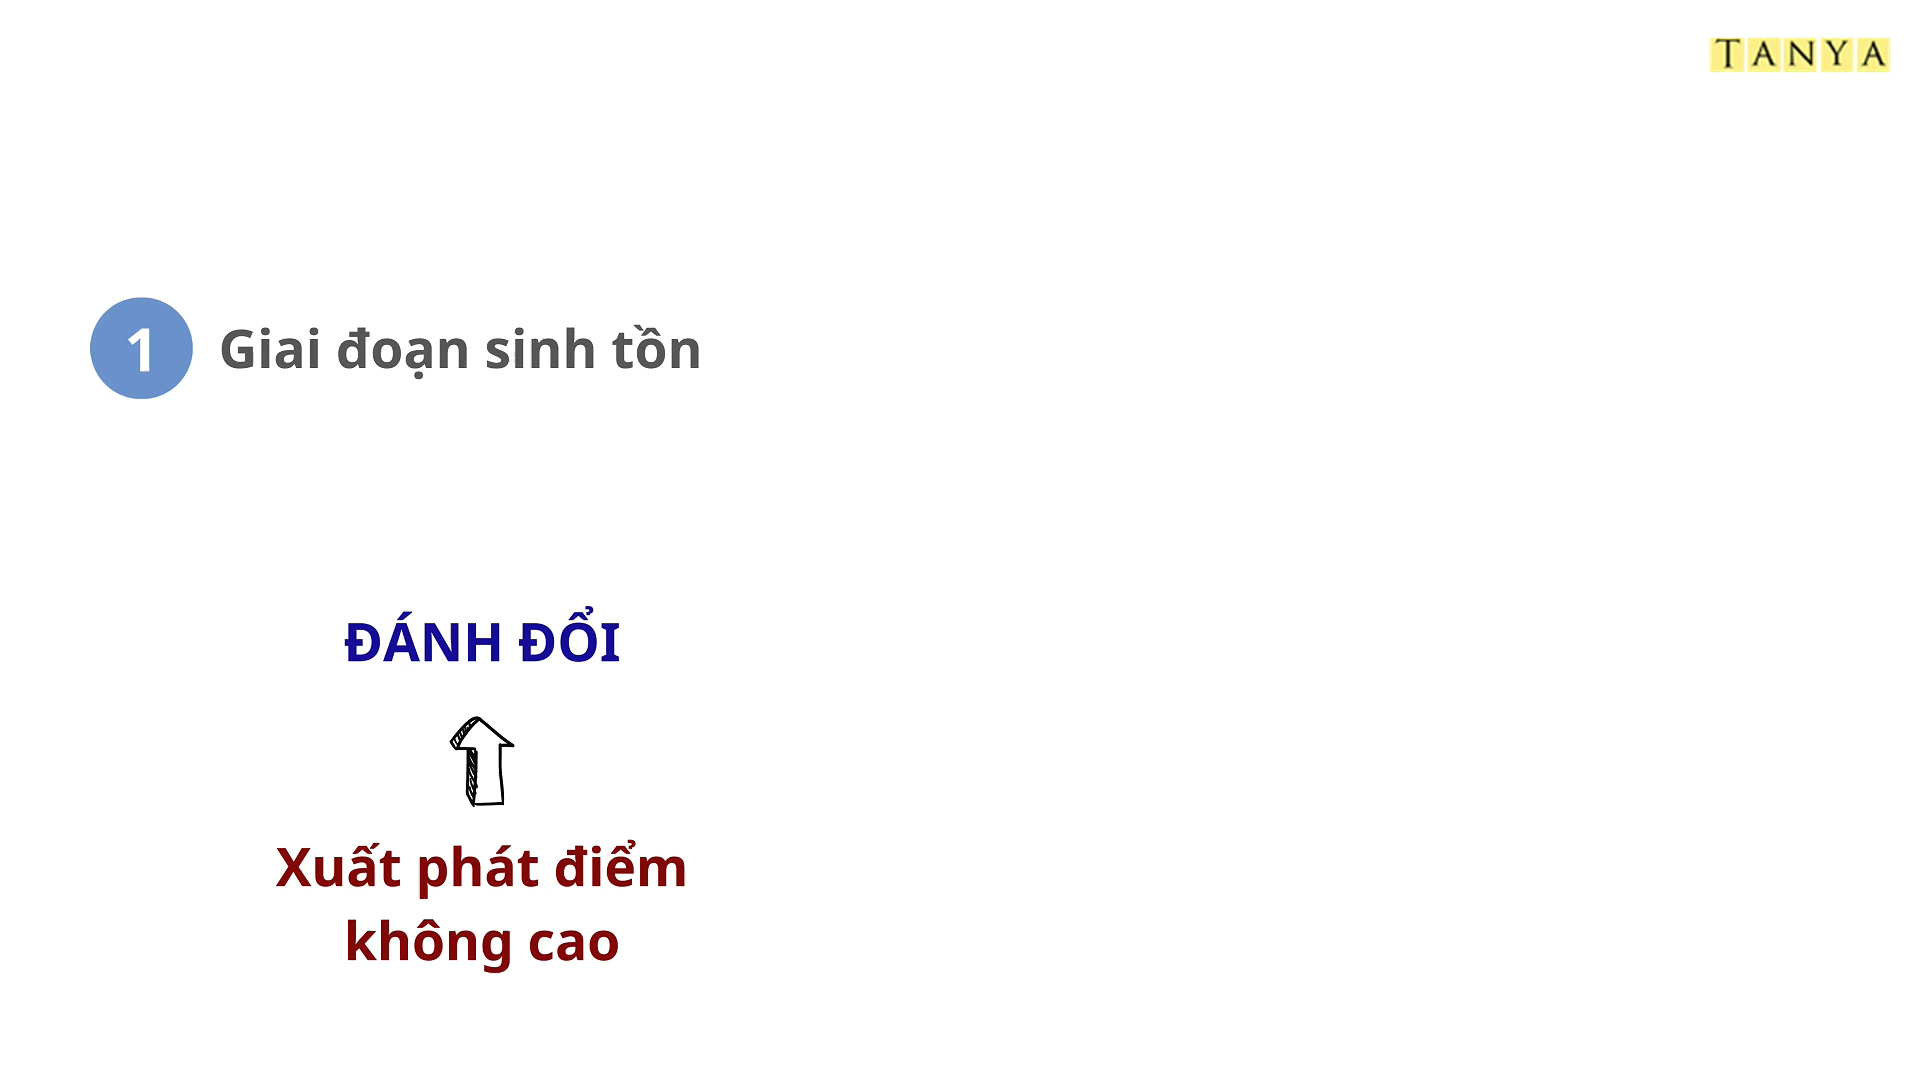 TANYA
1 Giai đoạn sinh tồn
ĐÁNH ĐỔI
Xuất phát điểm
không cao